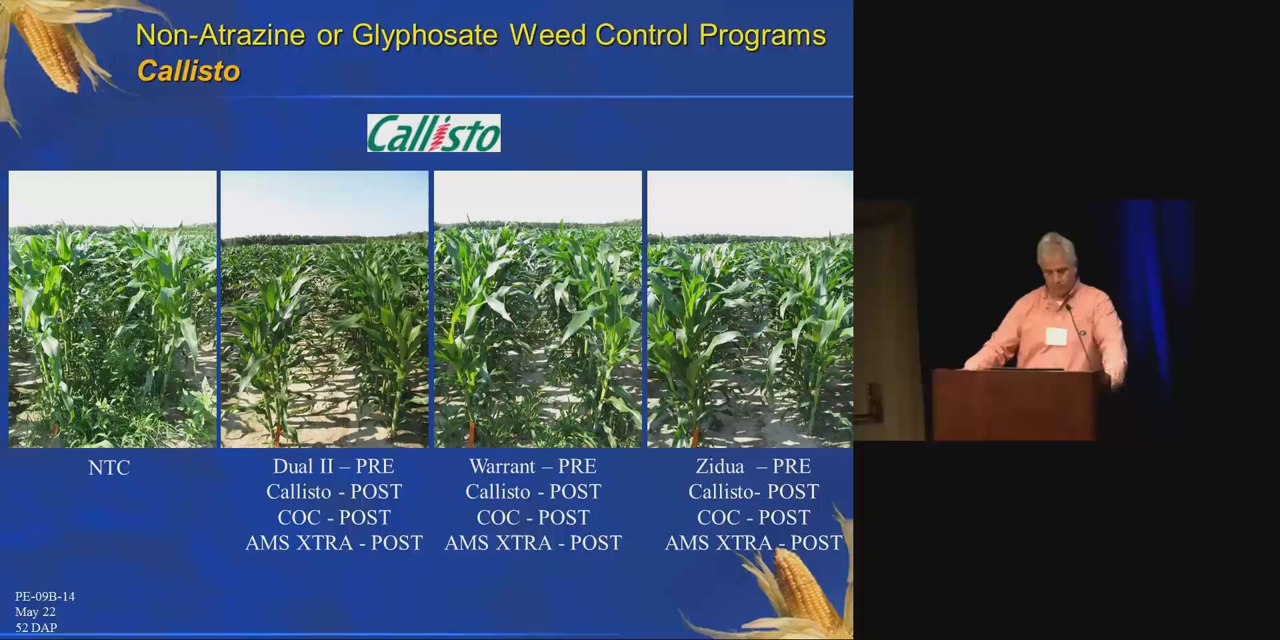 Non-Atrazine or Glyphosate Weed Control Programs
Callisto
Callisto
NTC
Dual II – PRE
Callisto - POST
COC - POST
AMS XTRA - POST
Warrant – PRE
Callisto - POST
COC - POST
AMS XTRA - POST
Zidua – PRE
Callisto- POST
COC - POST
AMS XTRA - POST
PE-09B-14
May 22
52 DAP